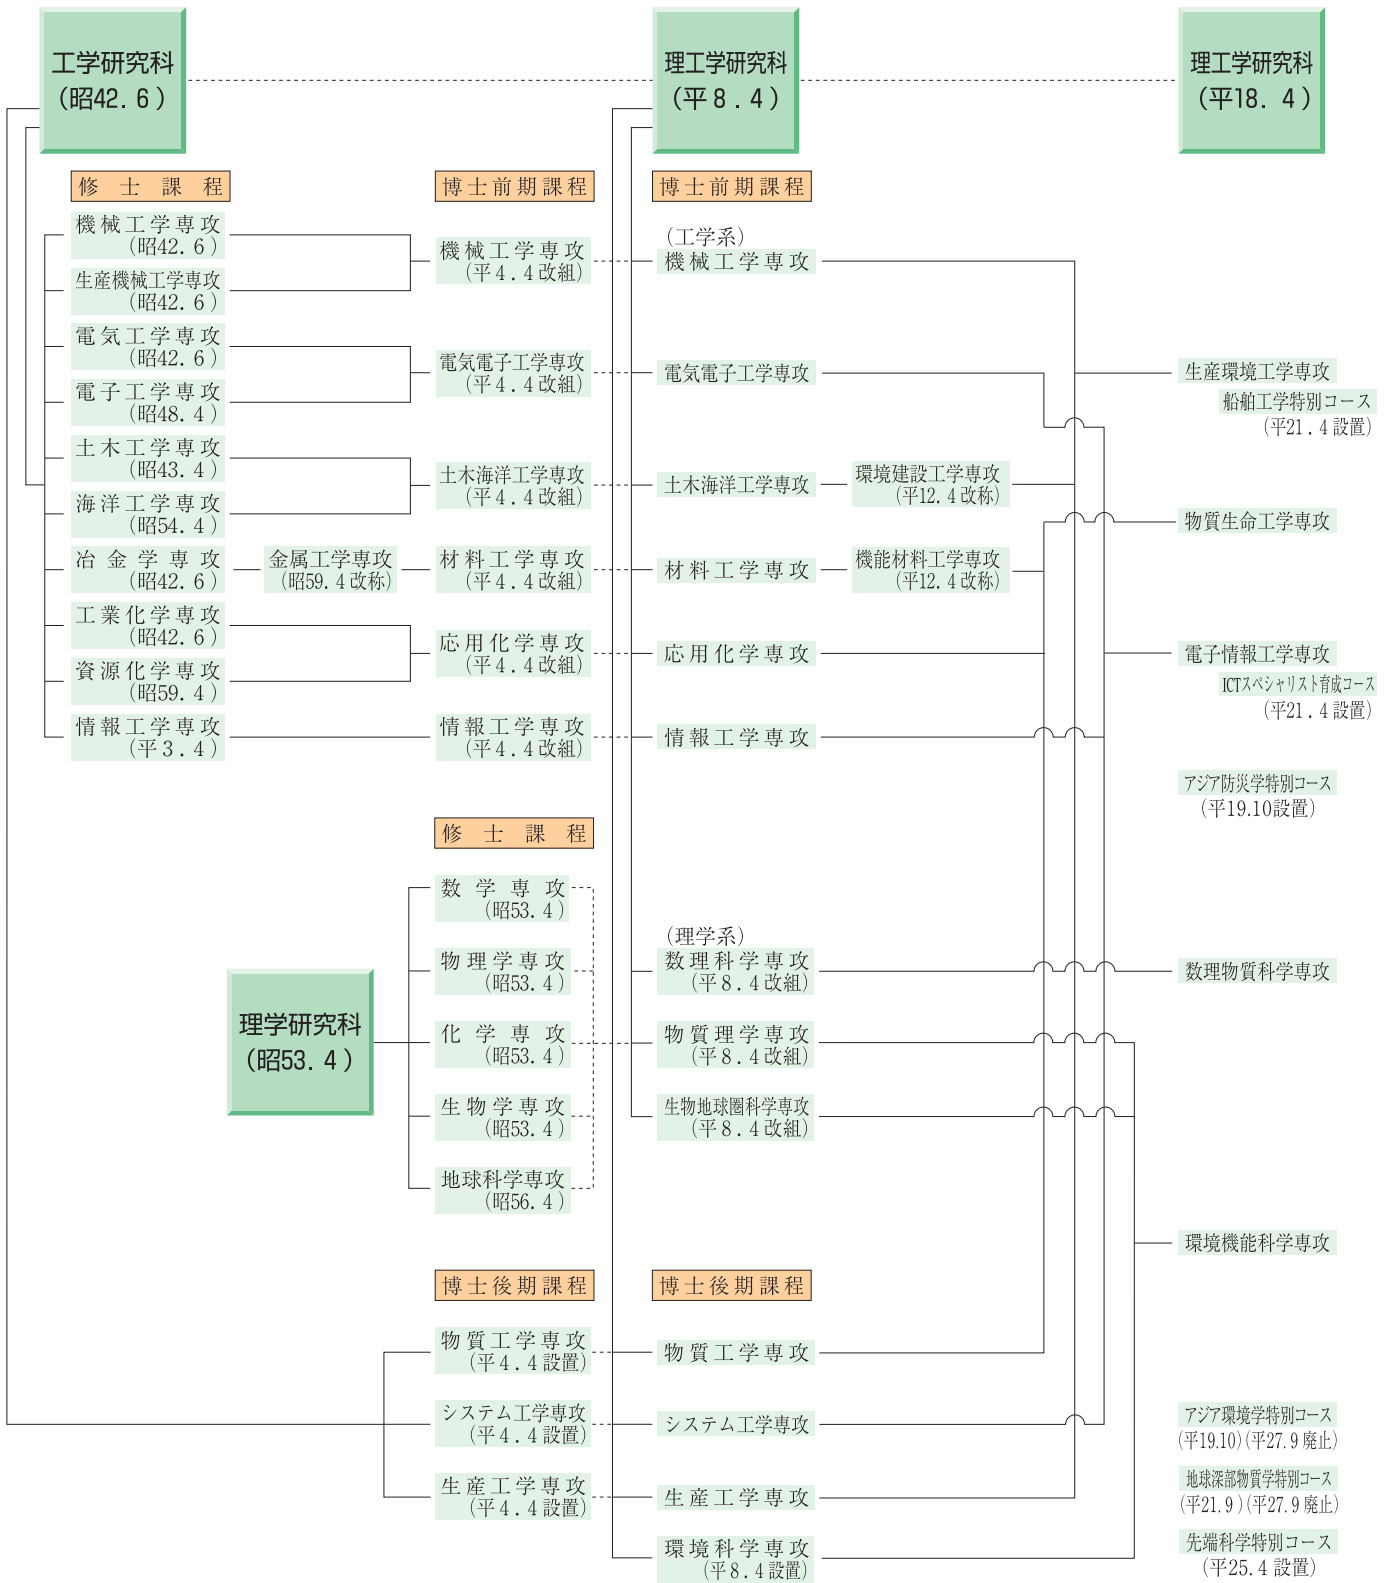 工学研究科
(昭42. 6 )
理工学研究科
(平 8 . 4 )
理工学研究科
(平18. 4 )
修士課程
機械工学専攻
(昭42. 6 )
生産機械工学専攻
(昭42. 6 )
電気工学専攻
(昭42. 6 )
電子工学専攻
(昭48. 4 )
土木工学専攻
(昭43. 4 )
海洋工学専攻
(昭54. 4 )
冶金学専攻
(昭42. 6 )
金属工学専攻
(昭59. 4 改称)
工業化学専攻
(昭42. 6 )
資源化学専攻
(昭59. 4 )
情報工学専攻
(平 3 . 4 )
博士前期課程
機械工学専攻
(平 4 . 4 改組)
電気電子工学専攻
(平 4 . 4 改組)
土木海洋工学専攻
(平 4 . 4 改組)
材料工学専攻
(平 4 . 4 改組)
応用化学専攻
(平 4 . 4 改組)
情報工学専攻
(平 4 . 4 改組)
修士課程
理学研究科
(昭53. 4 )
数学専攻
(昭53. 4 )
物理学専攻
(昭53. 4 )
化学専攻
(昭53. 4 )
生物学専攻
(昭53. 4 )
地球科学専攻
(昭56. 4 )
博士後期課程
物質工学専攻
(平 4 . 4 設置)
システム工学専攻
(平 4 . 4 設置)
生産工学専攻
(平 4 . 4 設置)
博士前期課程
(工学系)
機械工学専攻
電気電子工学専攻
土木海洋工学専攻
環境建設工学専攻
(平12. 4 改称)
材料工学専攻
機能材料工学専攻
(平12. 4 改称)
応用化学専攻
情報工学専攻
(理学系)
数理科学専攻
(平 8 . 4 改組)
物質理学専攻
(平 8 . 4 改組)
生物地球圏科学専攻
(平 8 . 4 改組)
博士後期課程
物質工学専攻
システム工学専攻
生産工学専攻
環境科学専攻
(平 8 . 4 設置)
生産環境工学専攻
船舶工学特別コース
(平21 . 4 設置)
物質生命工学専攻
電子情報工学専攻
ICTスペシャリスト育成コース
(平21 . 4 設置)
アジア防災学特別コース
(平19.10設置)
数理物質科学専攻
環境機能科学専攻
アジア環境学特別コース
(平19.10)(平27. 9 廃止)
地球深部物質学特別コース
(平21. 9 )(平27. 9 廃止)
先端科学特別コース
(平25. 4 設置)